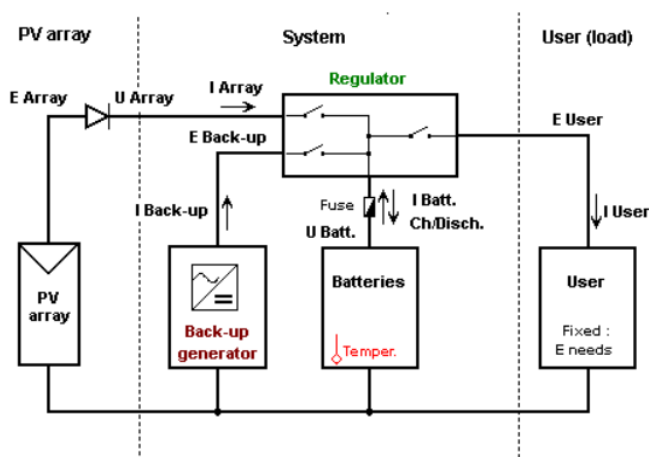 PV array
System
User (load)
Regulator
E Array
U Array
I Array
E Back-up
E User
I Back-up
Fuse
I Batt.
Ch/Disch.
U Batt.
I User
PV
array
Back-up
generator
Batteries
Temper.
User
Fixed :
E needs